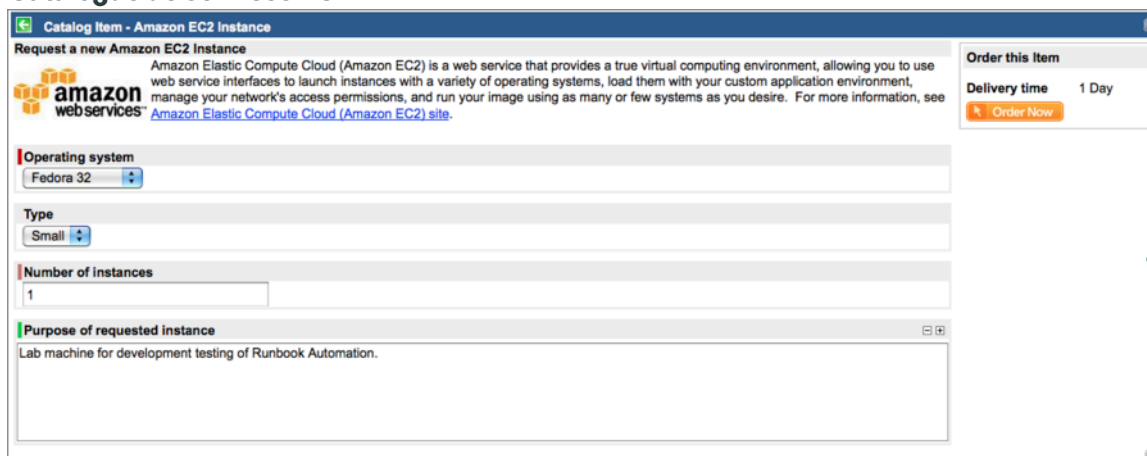 Catalog Item - Amazon EC2 Instance
Request a new Amazon EC2 Instance
amazon
webservices™
Amazon Elastic Compute Cloud (Amazon EC2) is a web service that provides a true virtual computing environment, allowing you to use
web service interfaces to launch instances with a variety of operating systems, load them with your custom application environment,
manage your network's access permissions, and run your image using as many or few systems as you desire. For more information, see
Amazon Elastic Compute Cloud (Amazon EC2) site.
Order this Item
Delivery time 1 Day
Order Now
Operating system
Fedora 32
Type
Small
Number of instances
1
Purpose of requested instance
Lab machine for development testing of Runbook Automation.